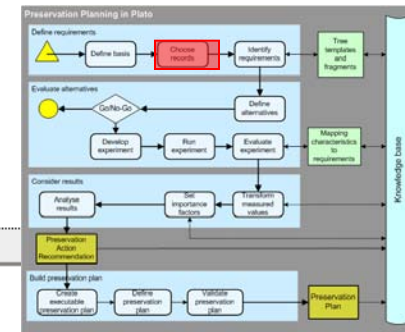 Preservation Planning in Plato
Define requirements
Define basis
Choose
records
Identify
requirements
Tree
templates
and
fragments
Evaluate alternatives
Go/No-Go
Define
alternatives
Develop
experiment
Run
experiment
Evaluate
experiment
Mapping
characteristics
to
requirements
Knowledge base
Consider results
Analyse
results
Set
importance
factors
Transform
measured
values
Preservation
Action
Recommendation
Build preservation plan
Create
executable
preservation plan
Define
preservation
plan
Validate
preservation
plan
Preservation
Plan